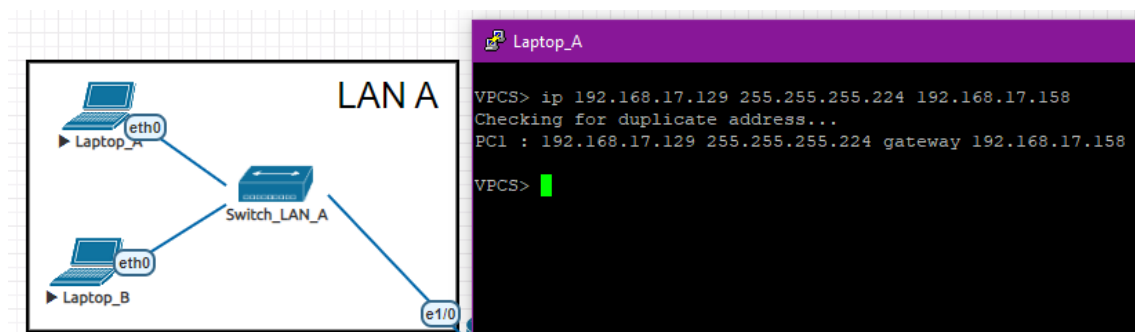 LAN A
eth0
▶ Laptop_A
Switch_LAN_A
eth0
▶ Laptop_B
e1/0
Laptop_A
VPCS> ip 192.168.17.129 255.255.255.224 192.168.17.158
Checking for duplicate address...
PC1 : 192.168.17.129 255.255.255.224 gateway 192.168.17.158
VPCS>